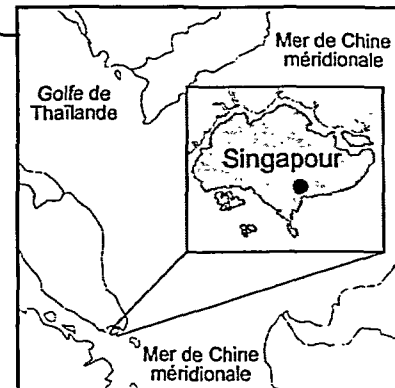 Mer de Chine
méridionale
Golfe de
Thaïlande
Singapour
Mer de Chine
méridionale